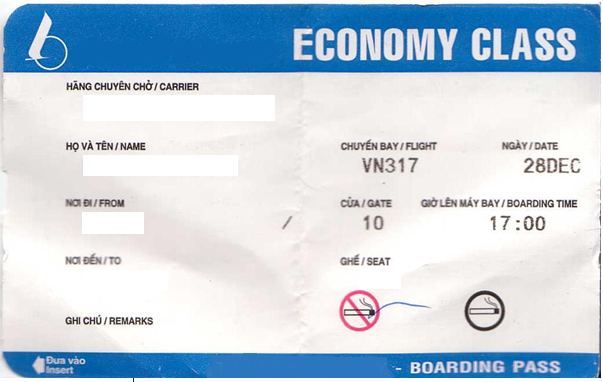 ECONOMY CLASS
HÃNG CHUYÊN CHỞ / CARRIER
HỌ VÀ TÊN / NAME
CHUYẾN BAY / FLIGHT
NGÀY / DATE
VN317
28DEC
NƠI ĐI / FROM
/
CỬA / GATE
GIỜ LÊN MÁY BAY / BOARDING TIME
10
17:00
NƠI ĐẾN / TO
GHẾ / SEAT
GHI CHÚ / REMARKS
Đưa vào
Insert
- BOARDING PASS